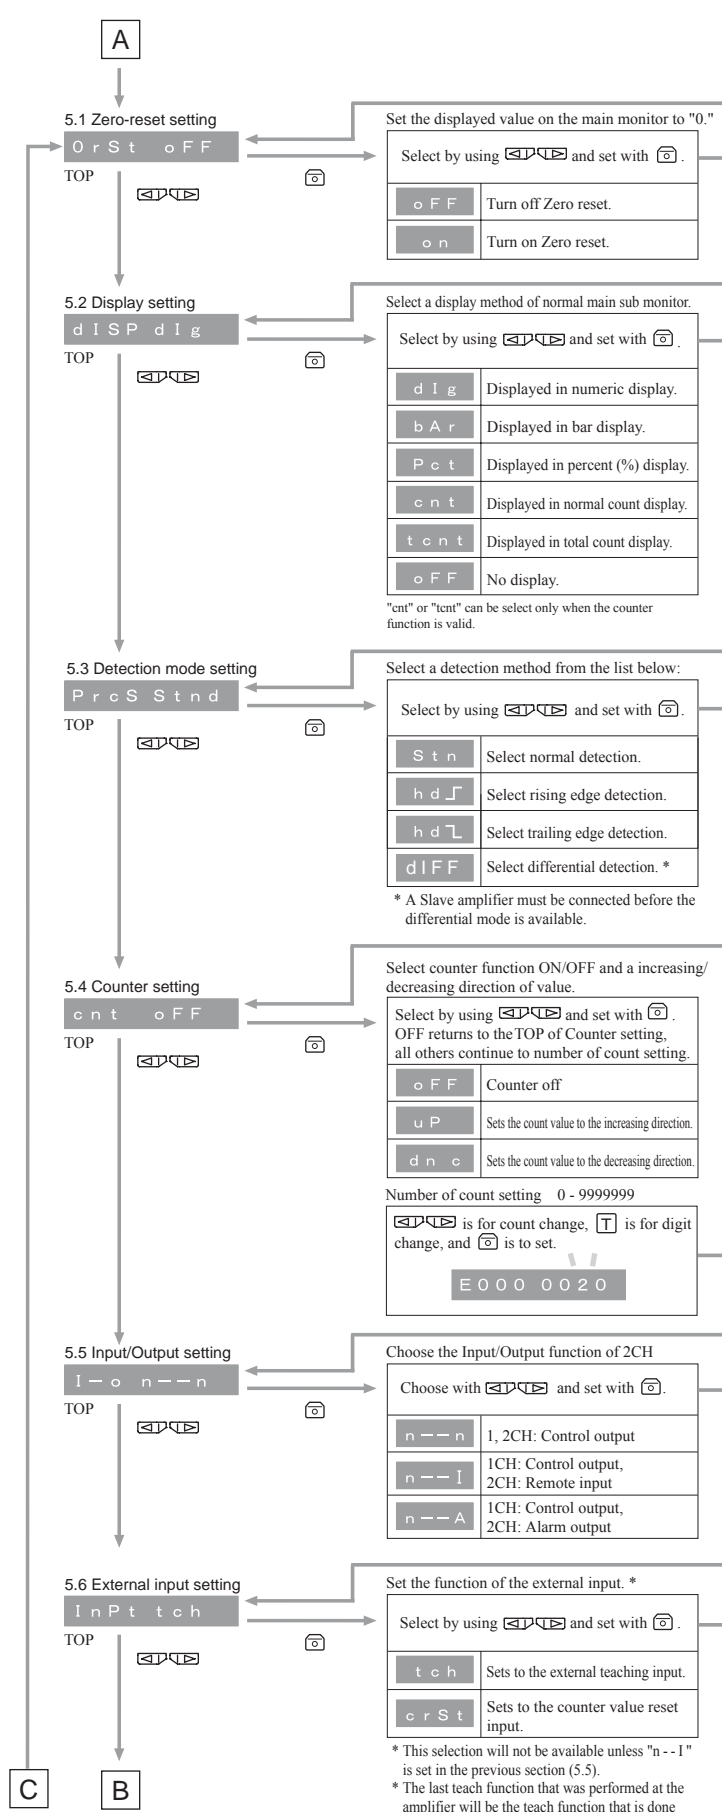 A
5.1 Zero-reset setting
0rSt oFF
TOP
Set the displayed value on the main monitor to "0."
Select by using and set with .
oFF Turn off Zero reset.
on Turn on Zero reset.
5.2 Display setting
dISP dIg
TOP
Select a display method of normal main sub monitor.
Select by using and set with .
dIg Displayed in numeric display.
bAr Displayed in bar display.
Pct Displayed in percent (%) display.
cnt Displayed in normal count display.
tcnt Displayed in total count display.
oFF No display.
"cnt" or "tcnt" can be select only when the counter
function is valid.
5.3 Detection mode setting
PrcS Stnd
TOP
Select a detection method from the list below:
Select by using and set with .
Stn Select normal detection.
hd Select rising edge detection.
hd Select trailing edge detection.
dIFF Select differential detection. *
* A Slave amplifier must be connected before the
differential mode is available.
5.4 Counter setting
cnt oFF
TOP
Select counter function ON/OFF and a increasing/
decreasing direction of value.
Select by using and set with .
OFF returns to the TOP of Counter setting,
all others continue to number of count setting.
oFF Counter off
uP Sets the count value to the increasing direction.
dn c Sets the count value to the decreasing direction.
Number of count setting 0 - 9999999
is for count change, T is for digit
change, and is to set.
E000 0020
5.5 Input/Output setting
I-o n--n
TOP
Choose the Input/Output function of 2CH
Choose with and set with .
n--n 1, 2CH: Control output
n--I 1CH: Control output,
2CH: Remote input
n--A 1CH: Control output,
2CH: Alarm output
5.6 External input setting
InPt tch
TOP
Set the function of the external input. *
Select by using and set with .
tch Sets to the external teaching input.
crSt Sets to the counter value reset
input.
* This selection will not be available unless "n - - I "
is set in the previous section (5.5).
* The last teach function that was performed at the
amplifier will be the teach function that is done
C
B